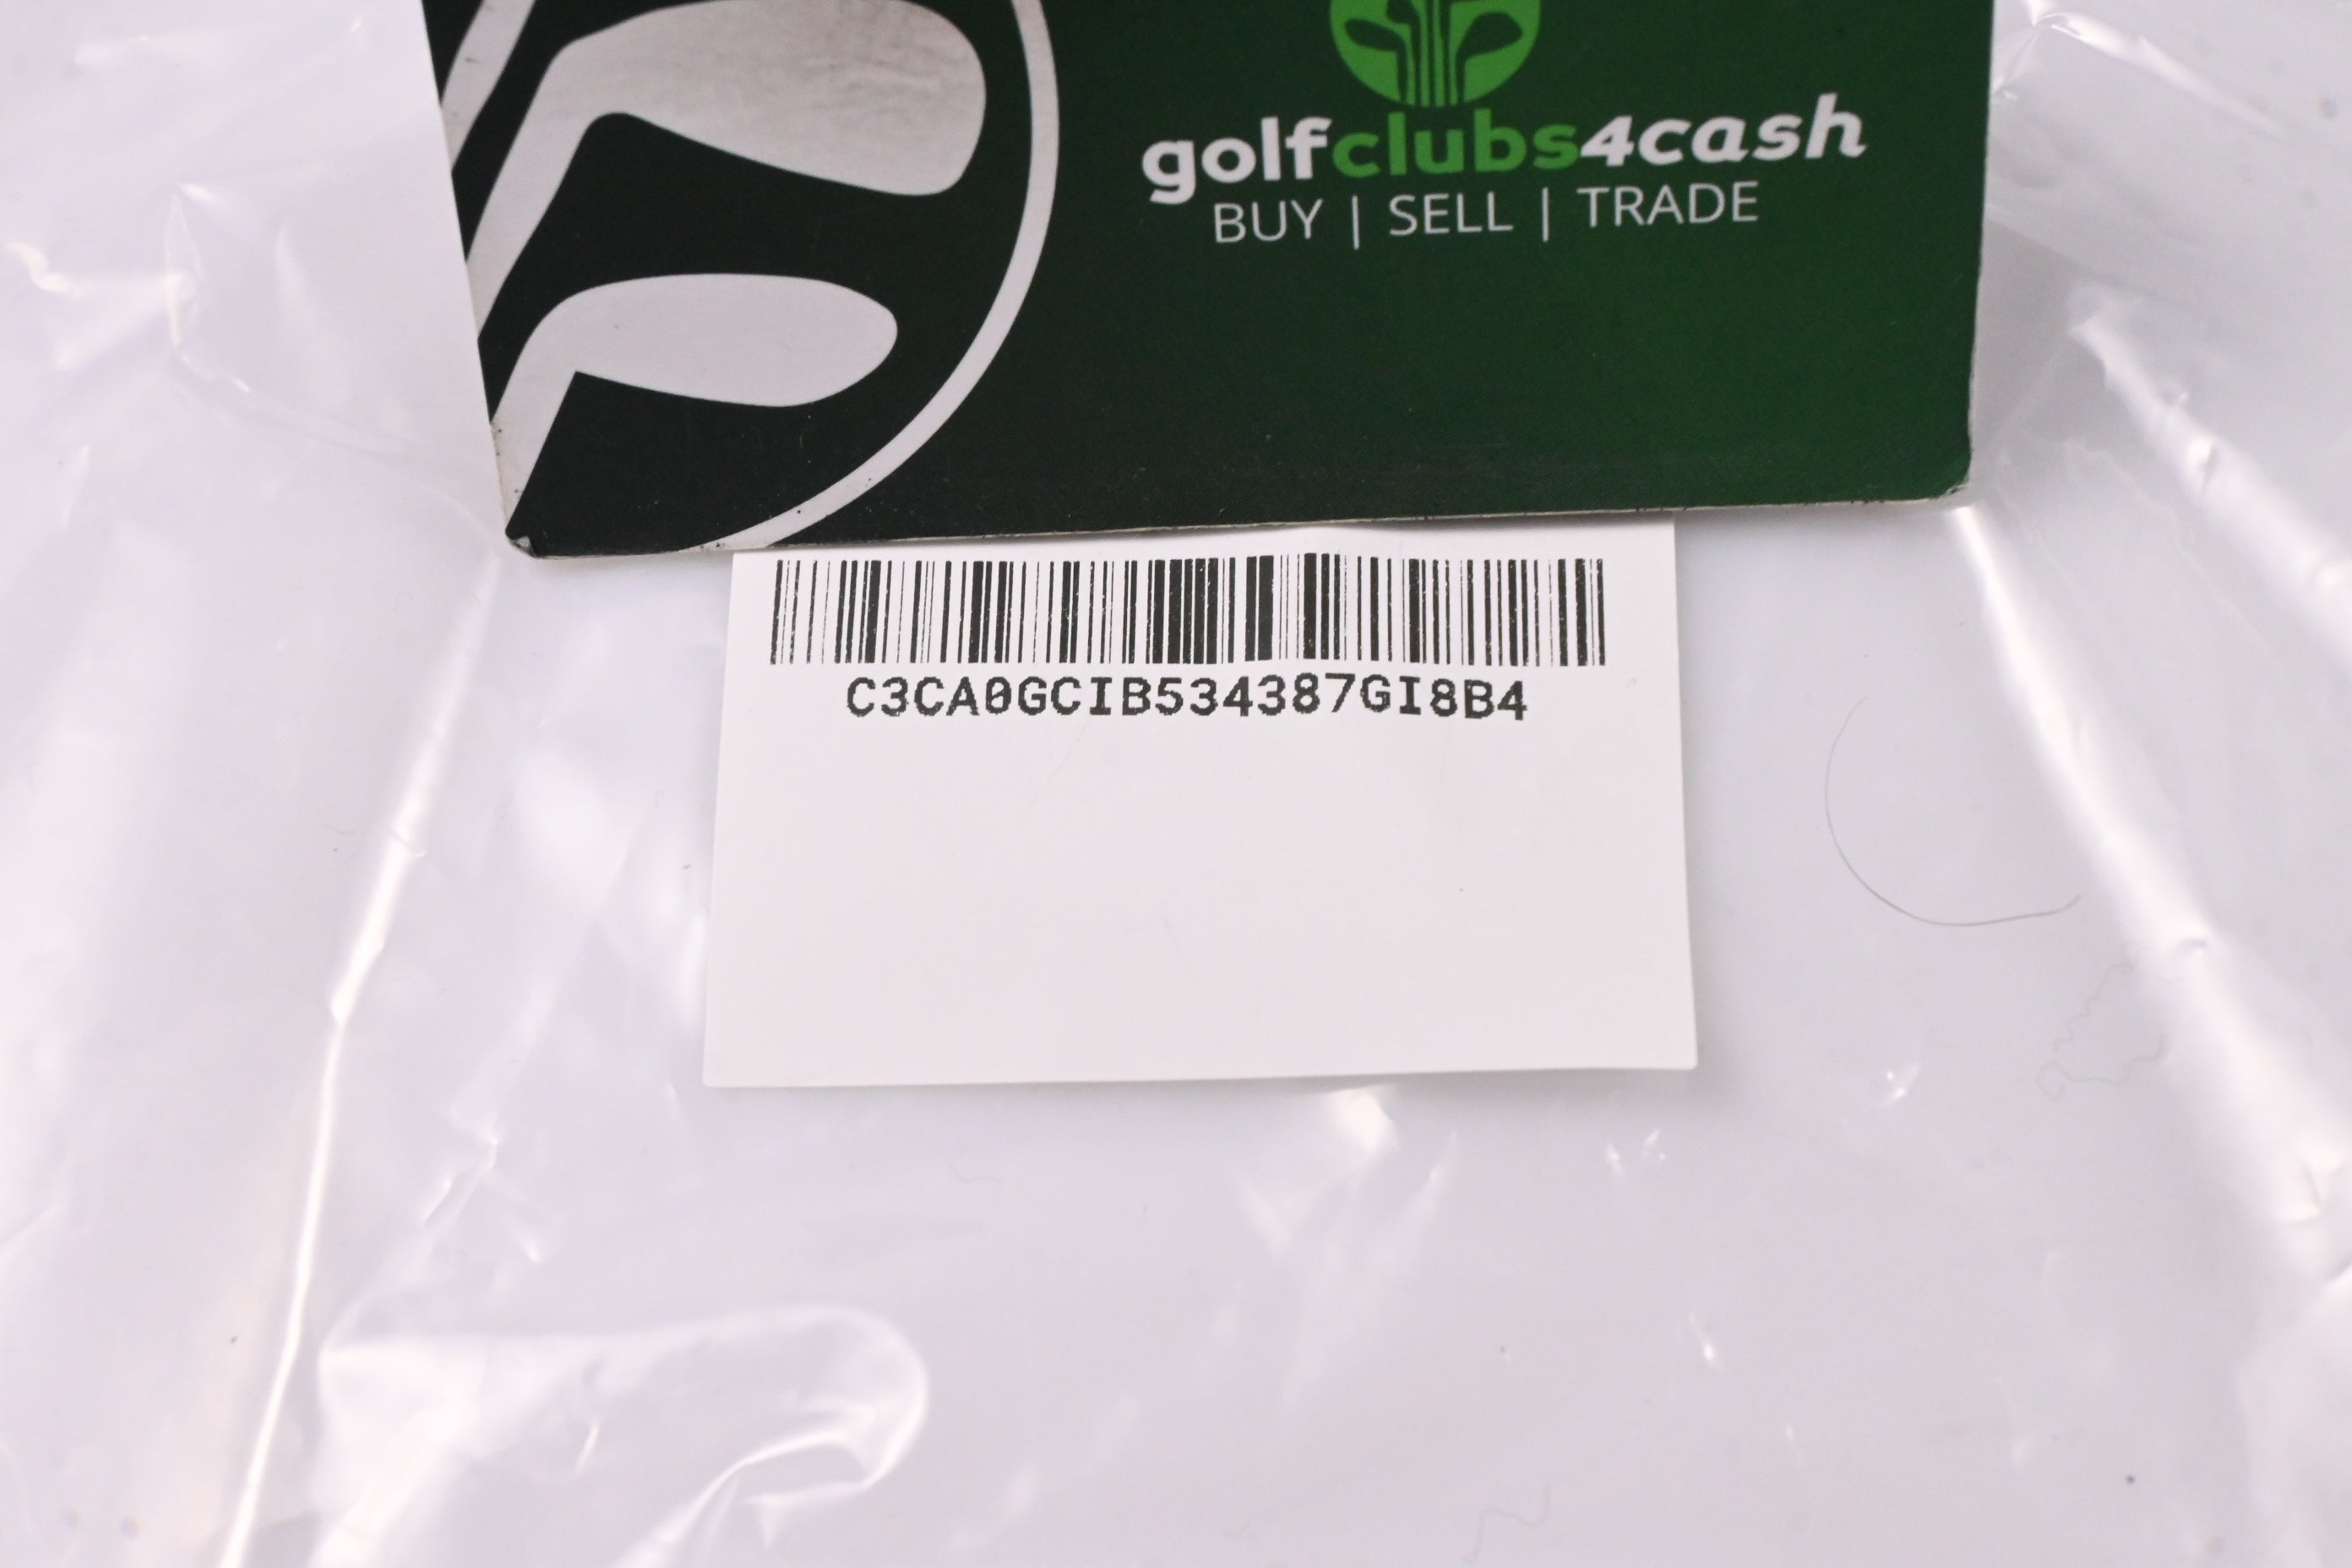 golfclubs4cash
BUY | SELL | TRADE
C3CA0GCIB534387GI8B4